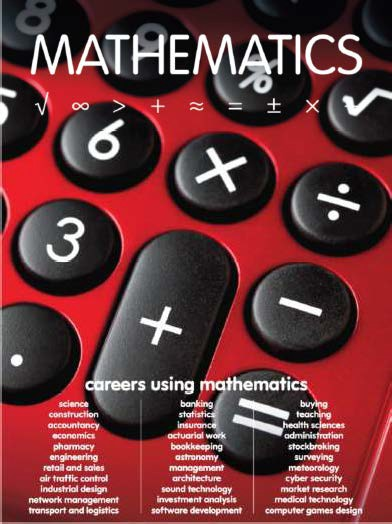 MATHEMATICS
√ ∞ > + ≈ = ± ×
8 9
% √
6 × ÷
3
+ −
.
=
careers using mathematics
science
construction
accountancy
economics
pharmacy
engineering
retail and sales
air traffic control
industrial design
network management
transport and logistics
banking
statistics
insurance
actuarial work
bookkeeping
astronomy
management
architecture
sound technology
investment analysis
software development
buying
teaching
health sciences
administration
stockbroking
surveying
meteorology
cyber security
market research
medical technology
computer games design